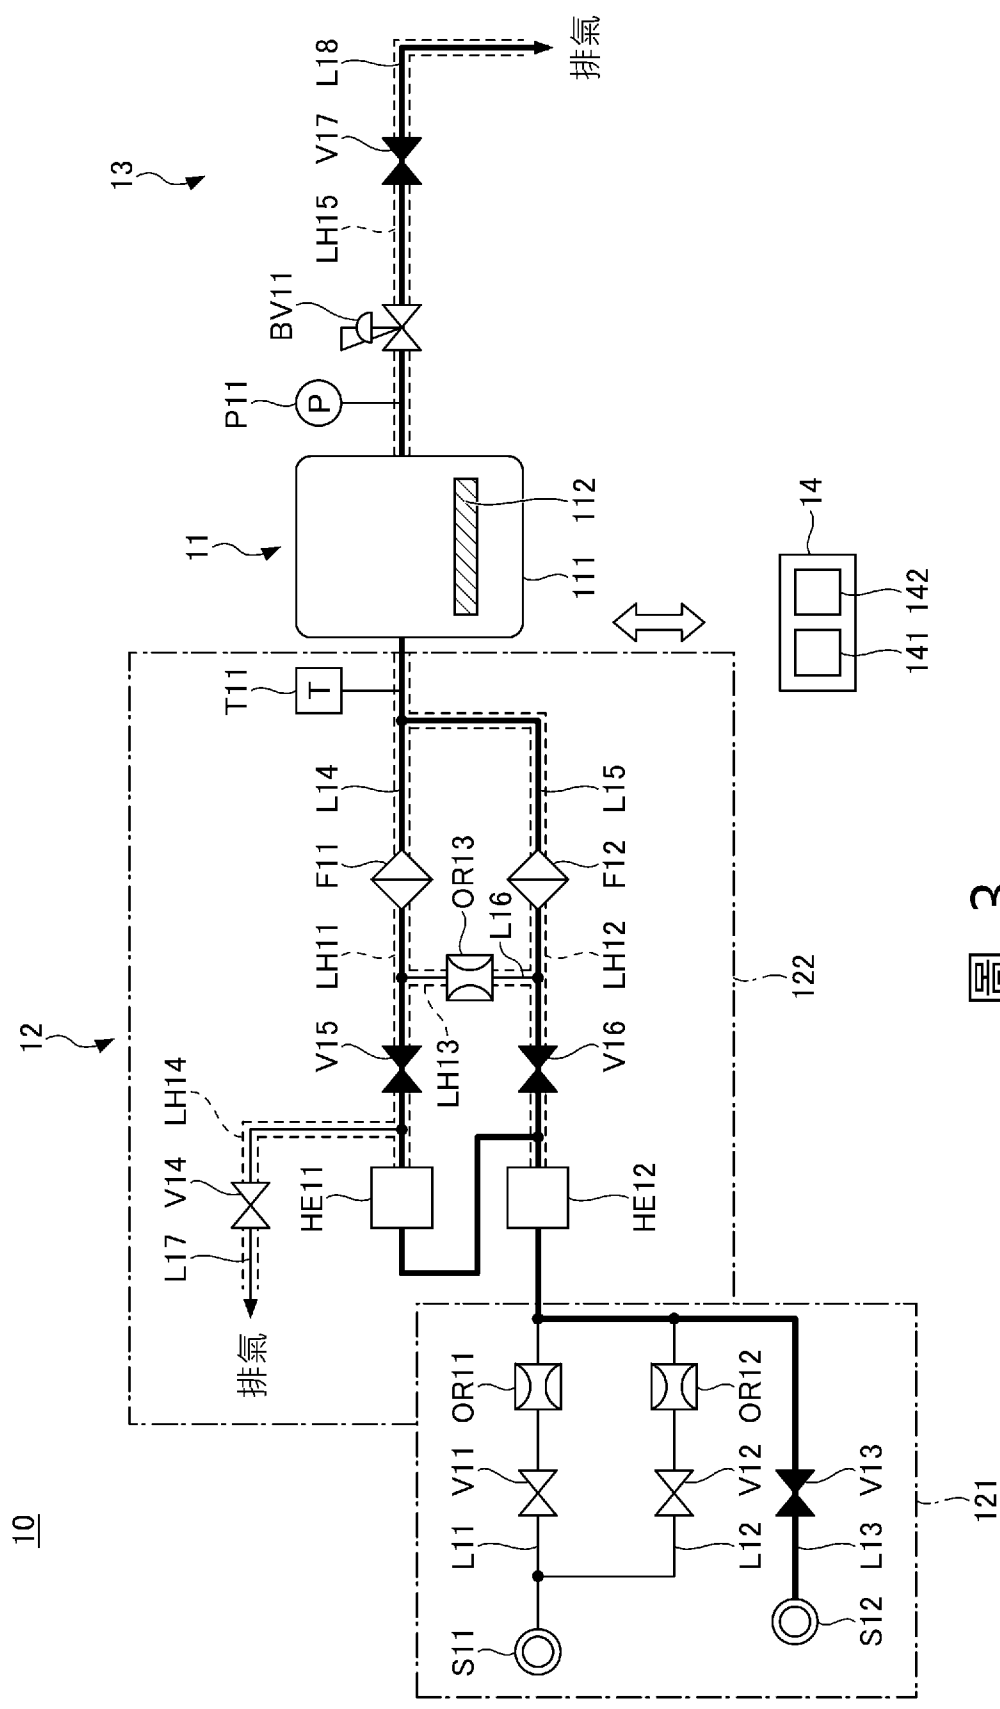 10
12
13
L17
V14
LH14
11
T11
P11
排氣
BV11
HE11
V15
LH11
F11
L14
T
P
LH15
V17
L18
LH13
S11
L11
V11
OR11
OR13
L16
111
112
排氣
V16
LH12
F12
L15
HE12
L12
V12
OR12
122
14
S12
L13
V13
141
142
121
圖 3